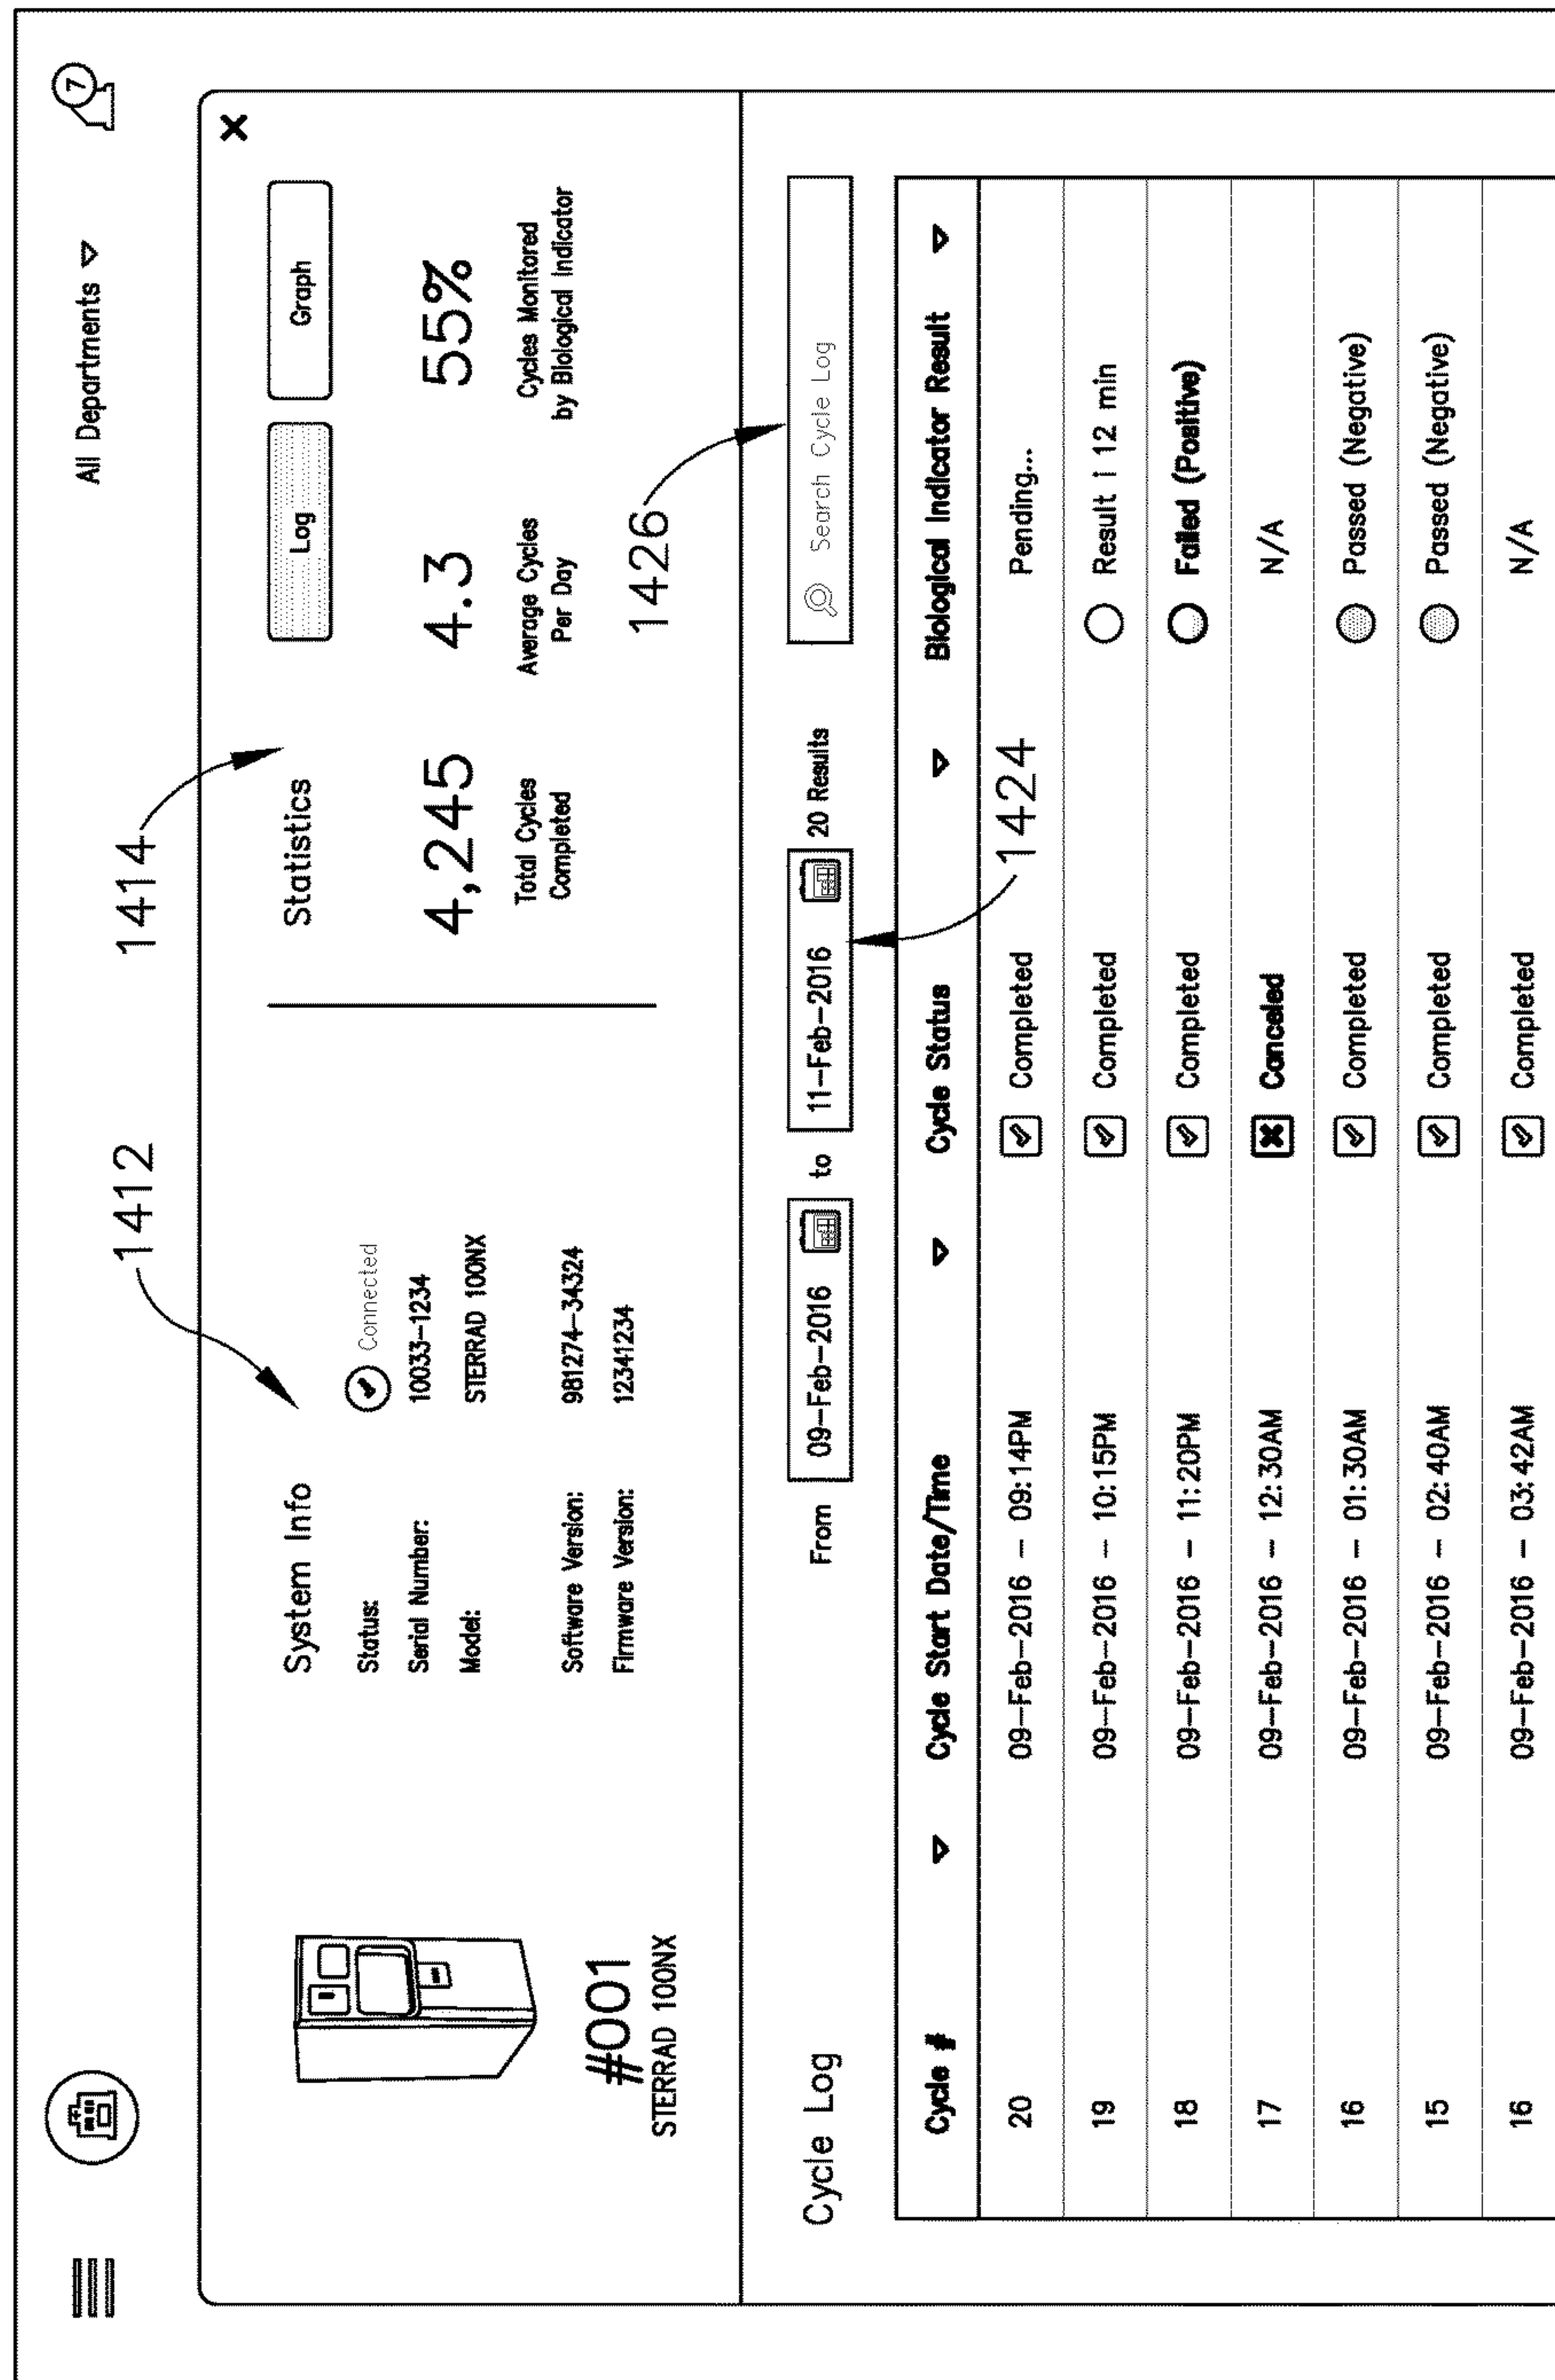 All Departments
7
1412
1414
System Info
Status: Connected
Serial Number: 10033-1234
Model: STERRAD 100NX
Software Version: 981274-34324
Firmware Version: 12341234
#001
STERRAD 100NX
Statistics
Log
Graph
4,245
Total Cycles
Completed
4.3
Average Cycles
Per Day
55%
Cycles Monitored
by Biological Indicator
1426
Cycle Log
From 09-Feb-2016 to 11-Feb-2016 20 Results
Search Cycle Log
1424
Cycle # Cycle Start Date/Time Cycle Status Biological Indicator Result
20 09-Feb-2016 - 09:14PM Completed Pending...
19 09-Feb-2016 - 10:15PM Completed Result i 12 min
18 09-Feb-2016 - 11:20PM Completed Failed (Positive)
17 09-Feb-2016 - 12:30AM Canceled N/A
16 09-Feb-2016 - 01:30AM Completed Passed (Negative)
15 09-Feb-2016 - 02:40AM Completed Passed (Negative)
16 09-Feb-2016 - 03:42AM Completed N/A